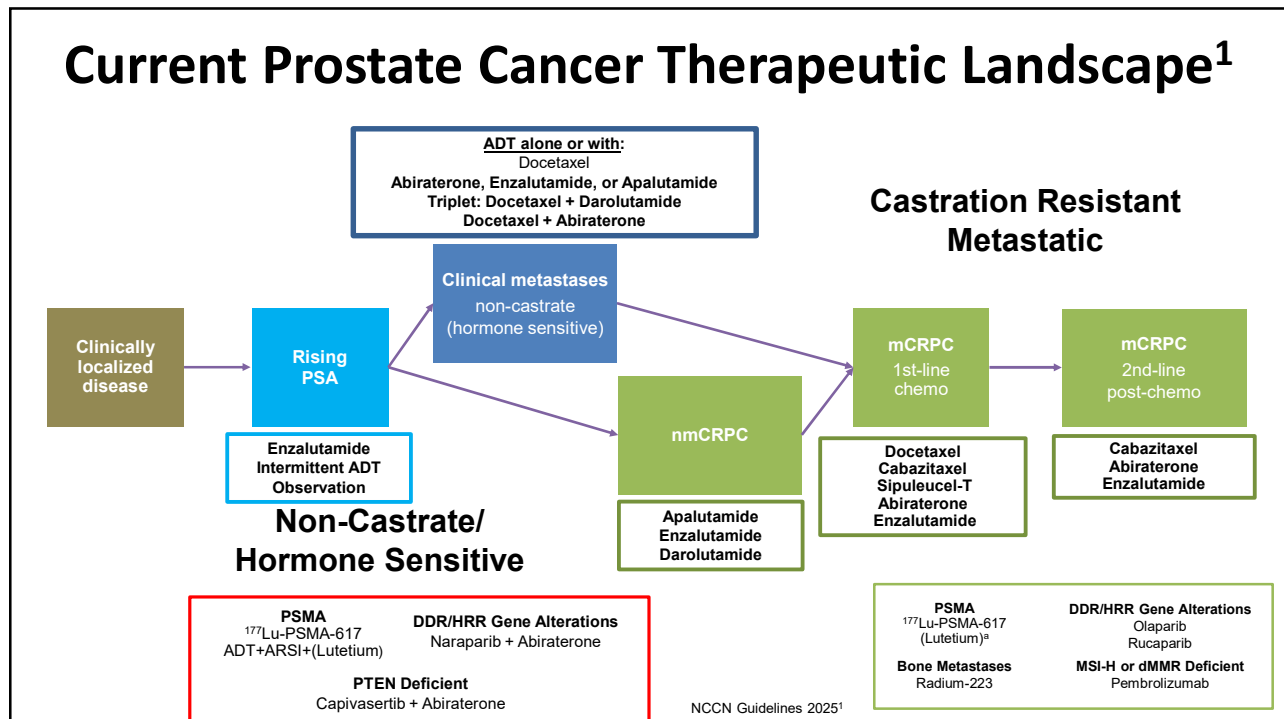 Current Prostate Cancer Therapeutic Landscape¹
ADT alone or with:
Docetaxel
Abiraterone, Enzalutamide, or Apalutamide
Triplet: Docetaxel + Darolutamide
Docetaxel + Abiraterone
Castration Resistant
Metastatic
Clinical metastases
non-castrate
(hormone sensitive)
Clinically
localized
disease
Rising
PSA
mCRPC
1st-line
chemo
mCRPC
2nd-line
post-chemo
nmCRPC
Enzalutamide
Intermittent ADT
Observation
Docetaxel
Cabazitaxel
Sipuleucel-T
Abiraterone
Enzalutamide
Cabazitaxel
Abiraterone
Enzalutamide
Apalutamide
Enzalutamide
Darolutamide
Non-Castrate/
Hormone Sensitive
PSMA
¹⁷⁷Lu-PSMA-617
ADT+ARSI+(Lutetium)
DDR/HRR Gene Alterations
Naraparib + Abiraterone
PTEN Deficient
Capivasertib + Abiraterone
PSMA
¹⁷⁷Lu-PSMA-617
(Lutetium)ᵃ
DDR/HRR Gene Alterations
Olaparib
Rucaparib
Bone Metastases
Radium-223
MSI-H or dMMR Deficient
Pembrolizumab
NCCN Guidelines 2025¹